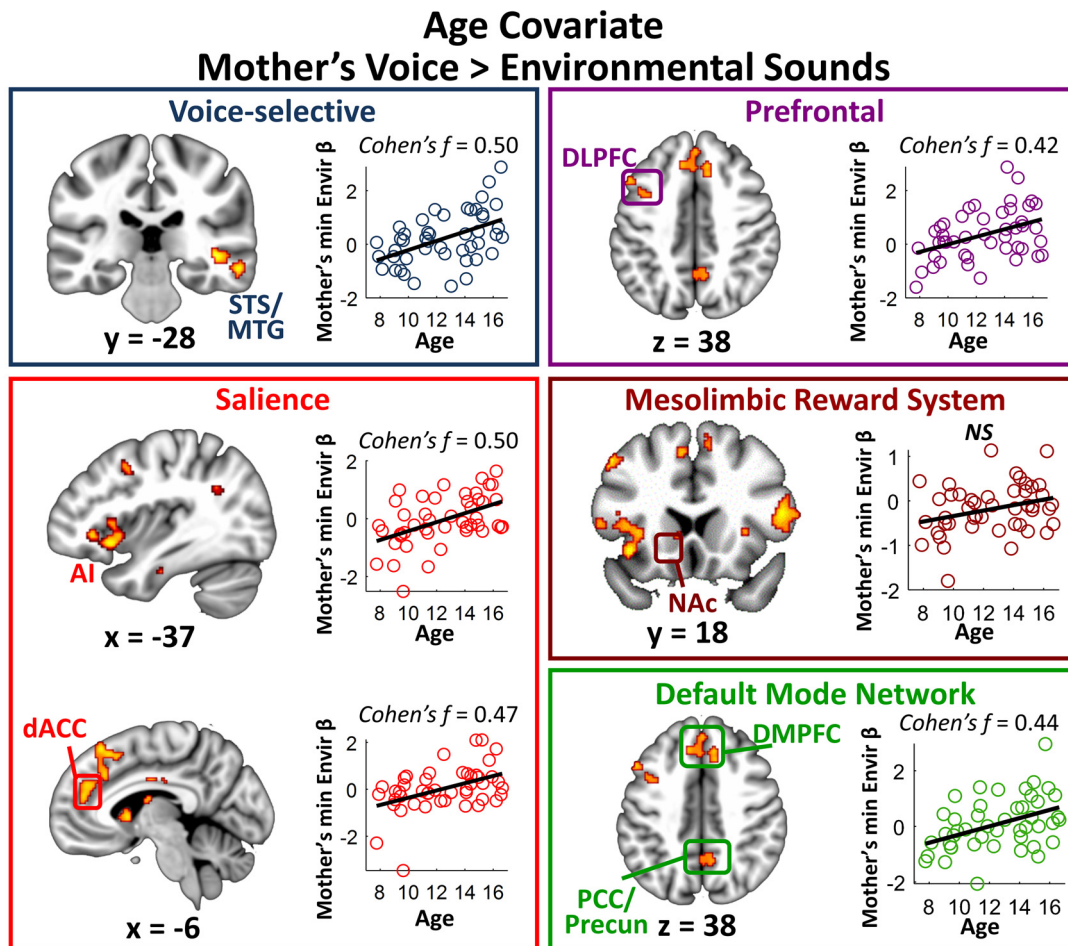 Age Covariate
Mother's Voice > Environmental Sounds
Voice-selective
STS/
MTG
y = -28
Cohen's f = 0.50
Mother's min Envir β
2
0
-2
8 10 12 14 16
Age
Prefrontal
DLPFC
z = 38
Cohen's f = 0.42
Mother's min Envir β
2
0
-2
8 10 12 14 16
Age
Salience
AI
x = -37
Cohen's f = 0.50
Mother's min Envir β
2
0
-2
8 10 12 14 16
Age
dACC
x = -6
Cohen's f = 0.47
Mother's min Envir β
2
0
-2
8 10 12 14 16
Age
Mesolimbic Reward System
NAc
y = 18
NS
Mother's min Envir β
1
0
-1
-2
8 10 12 14 16
Age
Default Mode Network
DMPFC
PCC/
Precun
z = 38
Cohen's f = 0.44
Mother's min Envir β
2
0
-2
8 10 12 14 16
Age